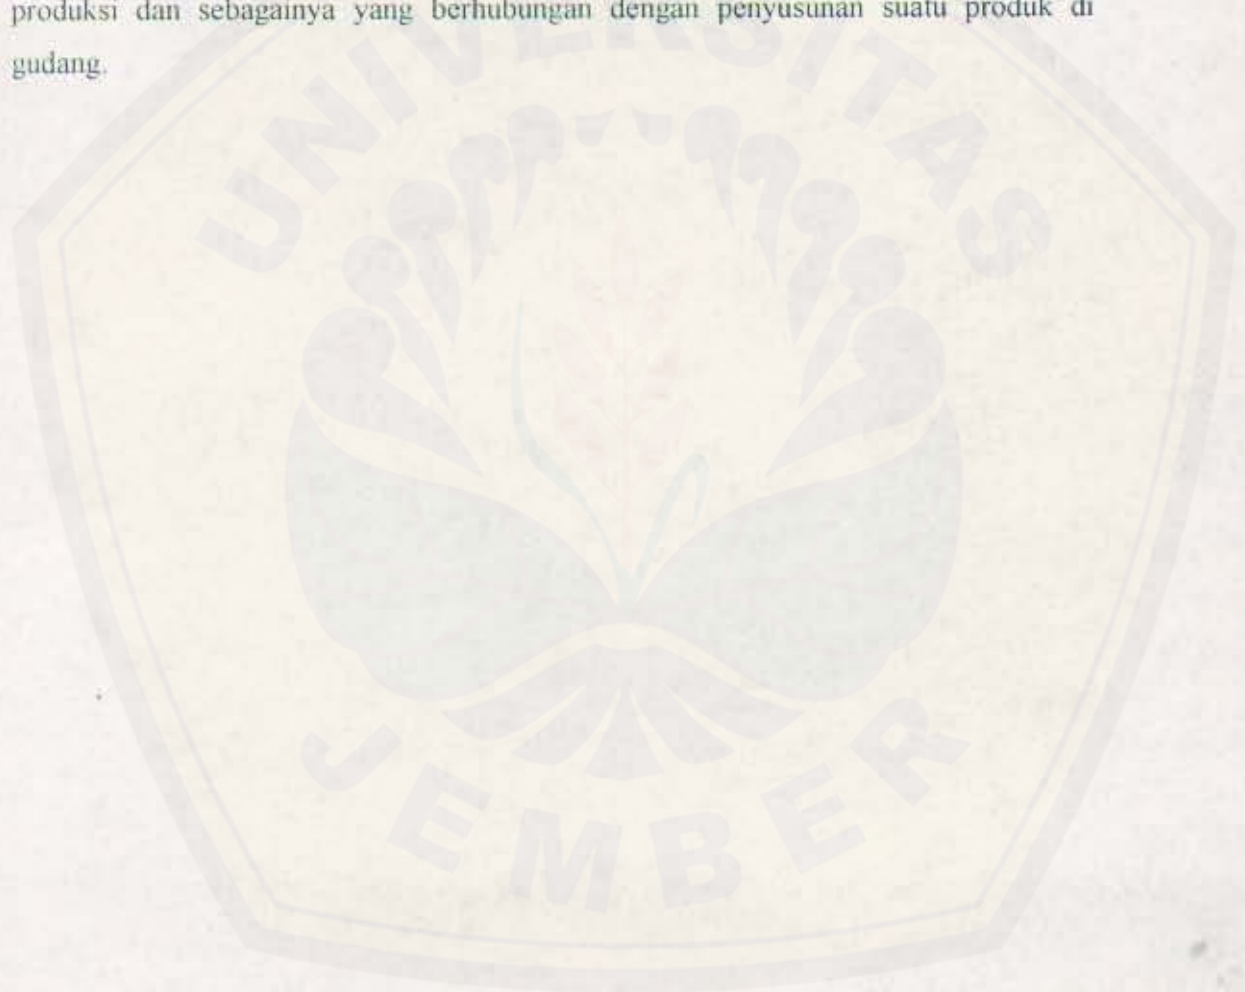 produksi dan sebagainya yang berhubungan dengan penyusunan suatu produk di
gudang.
UNIVERSITAS
JEMBER